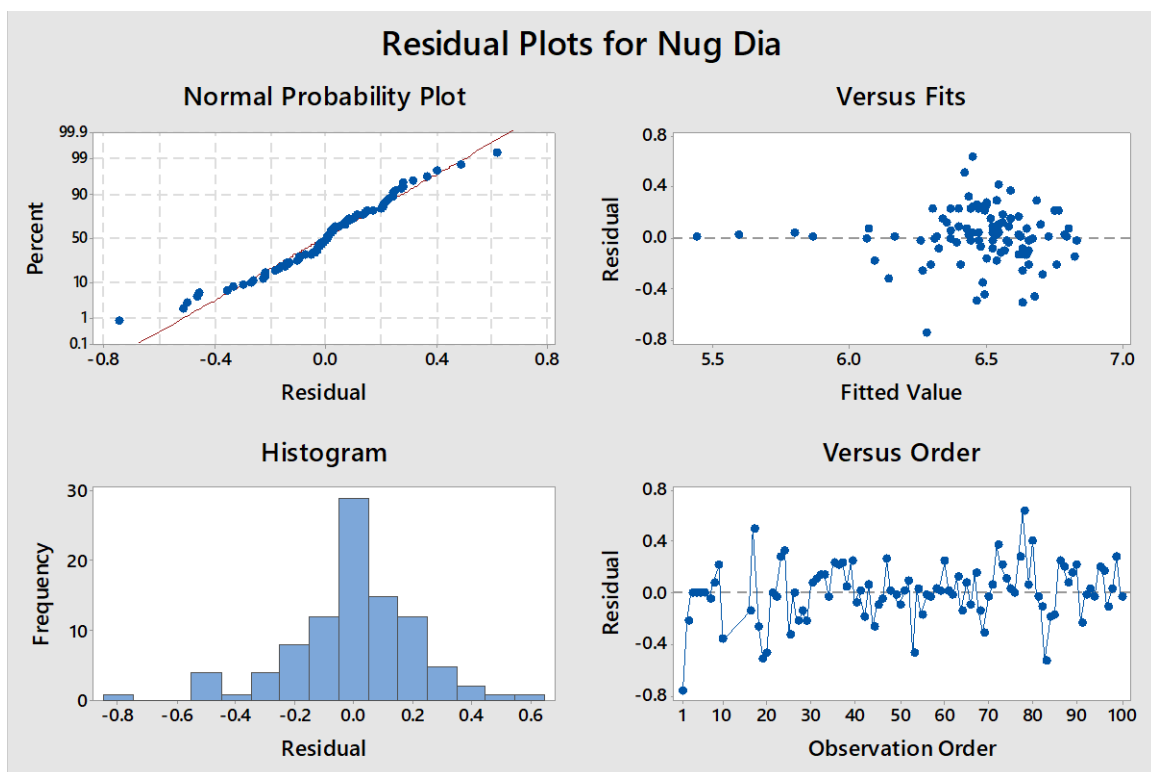 Residual Plots for Nug Dia
Normal Probability Plot
99.9
99
90
50
10
1
0.1
Percent
-0.8 -0.4 0.0 0.4 0.8
Residual
Versus Fits
0.8
0.4
0.0
-0.4
-0.8
Residual
5.5 6.0 6.5 7.0
Fitted Value
Histogram
30
20
10
0
Frequency
-0.8 -0.6 -0.4 -0.2 0.0 0.2 0.4 0.6
Residual
Versus Order
0.8
0.4
0.0
-0.4
-0.8
Residual
1 10 20 30 40 50 60 70 80 90 100
Observation Order